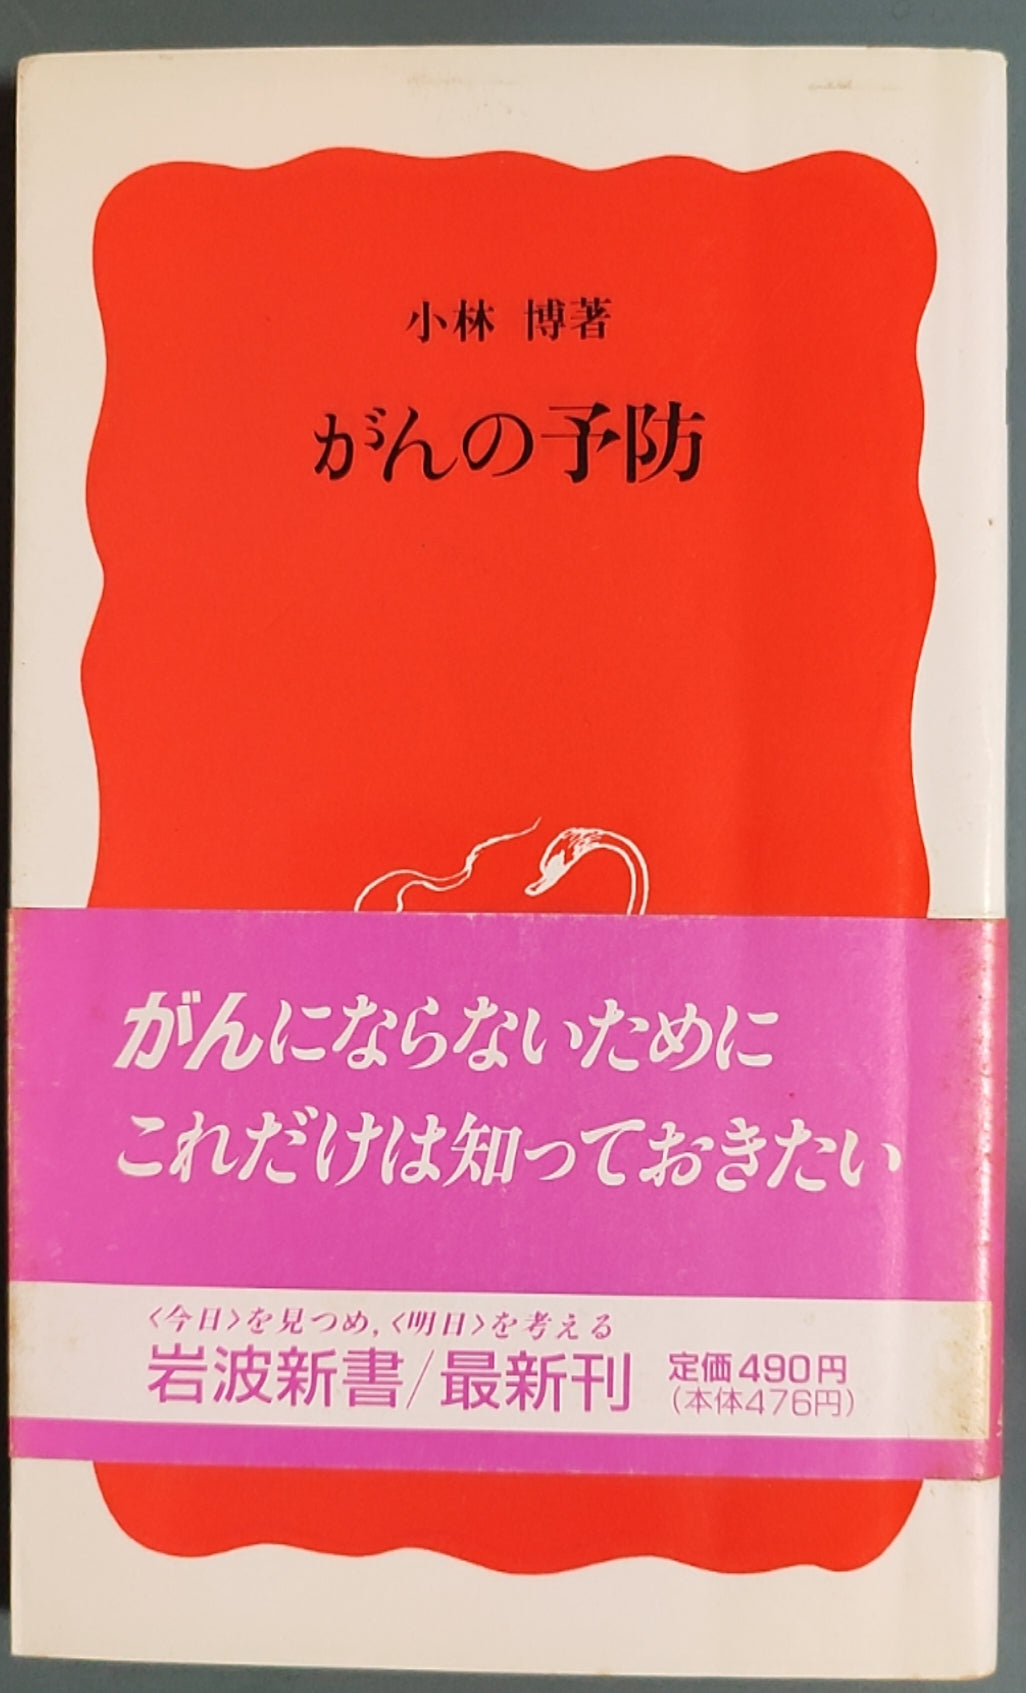 小林 博著
がんの予防
がんにならないために
これだけは知っておきたい
〈今日〉を見つめ,〈明日〉を考える
岩波新書/最新刊 定価490円
(本体476円)